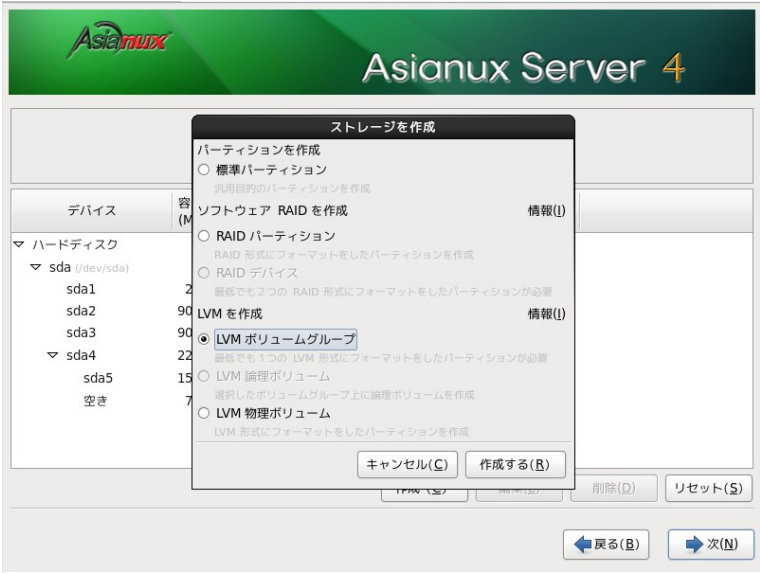 Asianux
Asianux Server 4
ストレージを作成
パーティションを作成
標準パーティション
汎用目的のパーティションを作成
ソフトウェア RAID を作成 情報(I)
RAID パーティション
RAID 形式にフォーマットをしたパーティションを作成
RAID デバイス
最低でも２つの RAID 形式にフォーマットをしたパーティションが必要
LVM を作成 情報(I)
LVM ボリュームグループ
最低でも１つの LVM 形式にフォーマットをしたパーティションが必要
LVM 論理ボリューム
選択したボリュームグループ上に論理ボリュームを作成
LVM 物理ボリューム
LVM 形式にフォーマットをしたパーティションを作成
キャンセル(C) 作成する(R)
デバイス 容
(M
ハードディスク
sda (/dev/sda)
sda1 2
sda2 90
sda3 90
sda4 22
sda5 15
空き 7
削除(D) リセット(S)
戻る(B) 次(N)